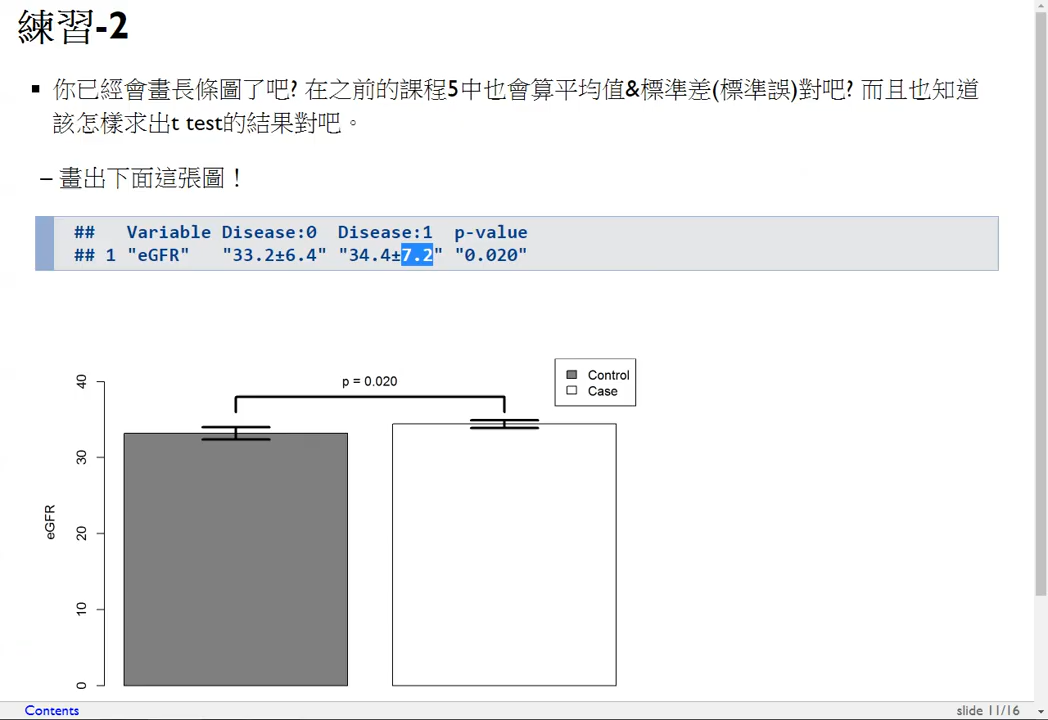 練習-2
▪ 你已經會畫長條圖了吧? 在之前的課程5中也會算平均值&標準差(標準誤)對吧? 而且也知道
該怎樣求出t test的結果對吧。
– 畫出下面這張圖！
##   Variable Disease:0  Disease:1  p-value
## 1 "eGFR"   "33.2±6.4" "34.4±7.2" "0.020"
p = 0.020
Control
Case
eGFR
40
30
20
10
0
Contents
slide 11/16